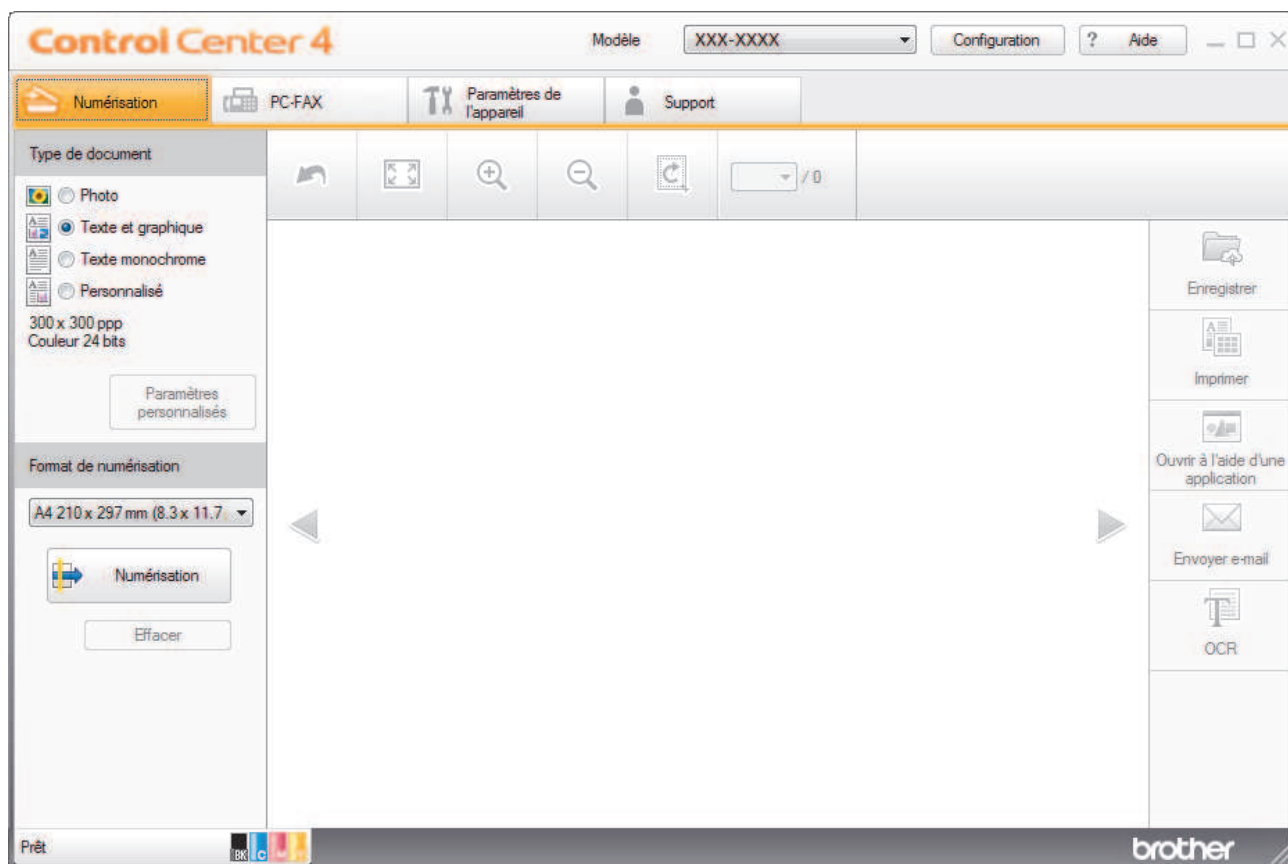 Control Center 4
Modèle
XXX-XXXX
Configuration
? Aide
Numérisation
PC-FAX
Paramètres de
l'appareil
Support
Type de document
Photo
Texte et graphique
Texte monochrome
Personnalisé
300 x 300 ppp
Couleur 24 bits
Paramètres
personnalisés
Format de numérisation
A4 210 x 297 mm (8.3 x 11.7
Numérisation
Effacer
/ 0
Enregistrer
Imprimer
Ouvrir à l'aide d'une
application
Envoyer e-mail
OCR
Prêt
BK C
brother